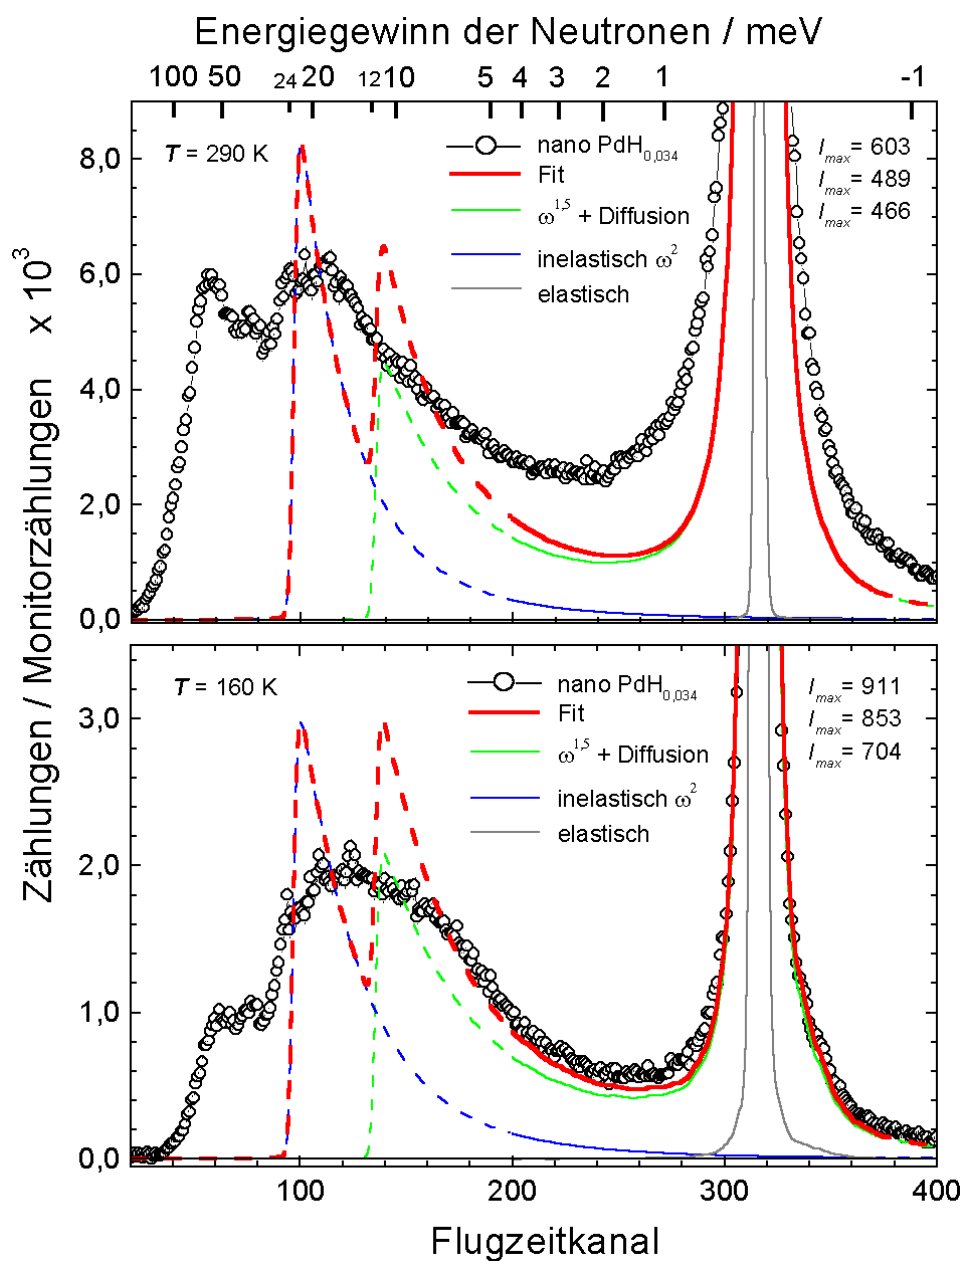 Energiegewinn der Neutronen / meV
100 50 24 20 12 10 5 4 3 2 1 -1
T = 290 K
nano PdH0,034
Fit
ω1,5 + Diffusion
inelastisch ω2
elastisch
Imax= 603
Imax= 489
Imax= 466
8,0
6,0
4,0
2,0
0,0
Zählungen / Monitorzählungen x 10³
T = 160 K
nano PdH0,034
Fit
ω1,5 + Diffusion
inelastisch ω2
elastisch
Imax= 911
Imax= 853
Imax= 704
3,0
2,0
1,0
0,0
100 200 300 400
Flugzeitkanal